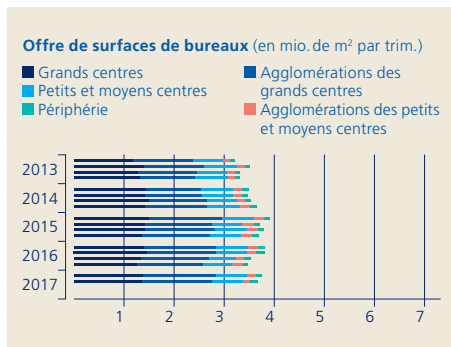 Offre de surfaces de bureaux (en mio. de m² par trim.)
Grands centres
Petits et moyens centres
Périphérie
Agglomérations des
grands centres
Agglomérations des petits
et moyens centres
2013
2014
2015
2016
2017
1 2 3 4 5 6 7